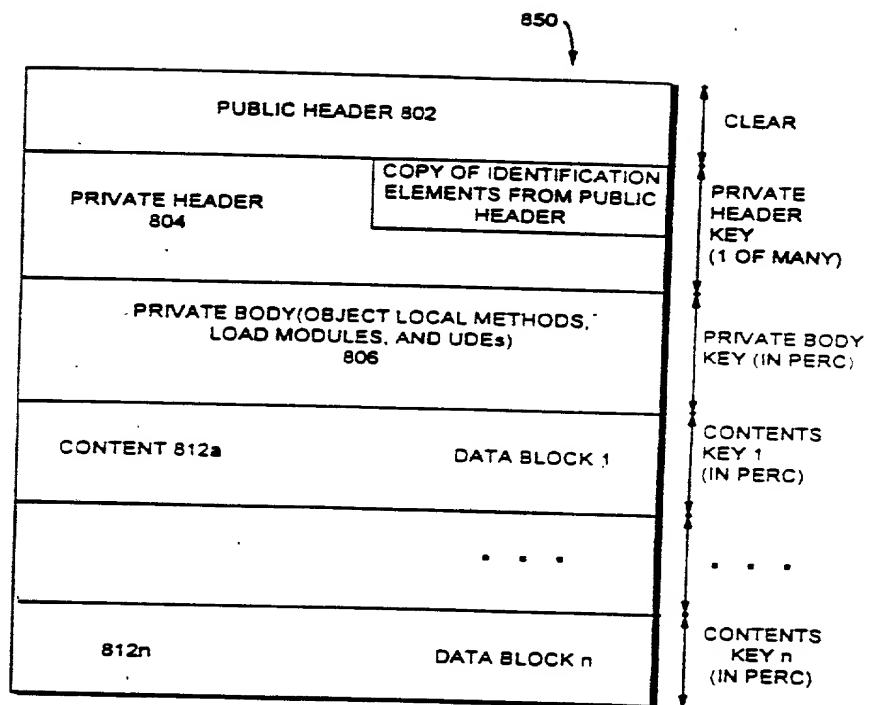 850
PUBLIC HEADER 802
CLEAR
PRIVATE HEADER
804
COPY OF IDENTIFICATION
ELEMENTS FROM PUBLIC
HEADER
PRIVATE
HEADER
KEY
(1 OF MANY)
PRIVATE BODY(OBJECT LOCAL METHODS,
LOAD MODULES, AND UDEs)
806
PRIVATE BODY
KEY (IN PERC)
CONTENT 812a
DATA BLOCK 1
CONTENTS
KEY 1
(IN PERC)
. . .
. . .
812n
DATA BLOCK n
CONTENTS
KEY n
(IN PERC)